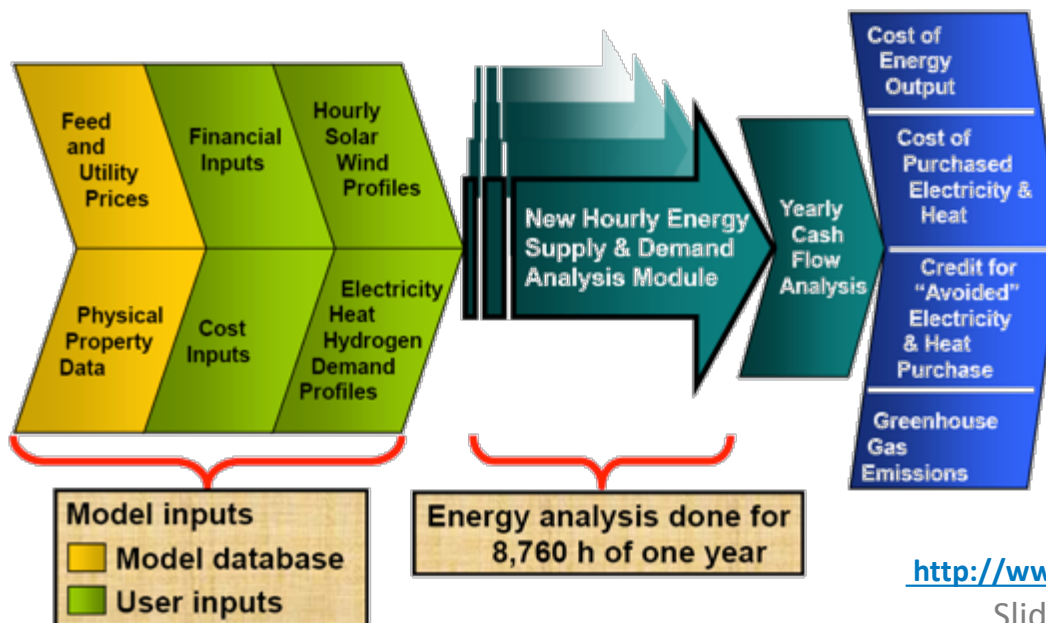 Feed
and
Utility
Prices
Financial
Inputs
Hourly
Solar
Wind
Profiles
Physical
Property
Data
Cost
Inputs
Electricity
Heat
Hydrogen
Demand
Profiles
New Hourly Energy
Supply & Demand
Analysis Module
Yearly
Cash
Flow
Analysis
Cost of
Energy
Output
Cost of
Purchased
Electricity &
Heat
Credit for
"Avoided"
Electricity
& Heat
Purchase
Greenhouse
Gas
Emissions
Model inputs
Model database
User inputs
Energy analysis done for
8,760 h of one year
http://ww
Slid